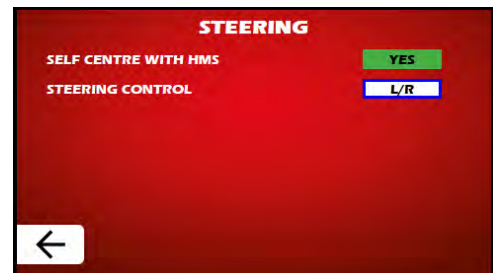 STEERING
SELF CENTRE WITH HMS YES
STEERING CONTROL L/R